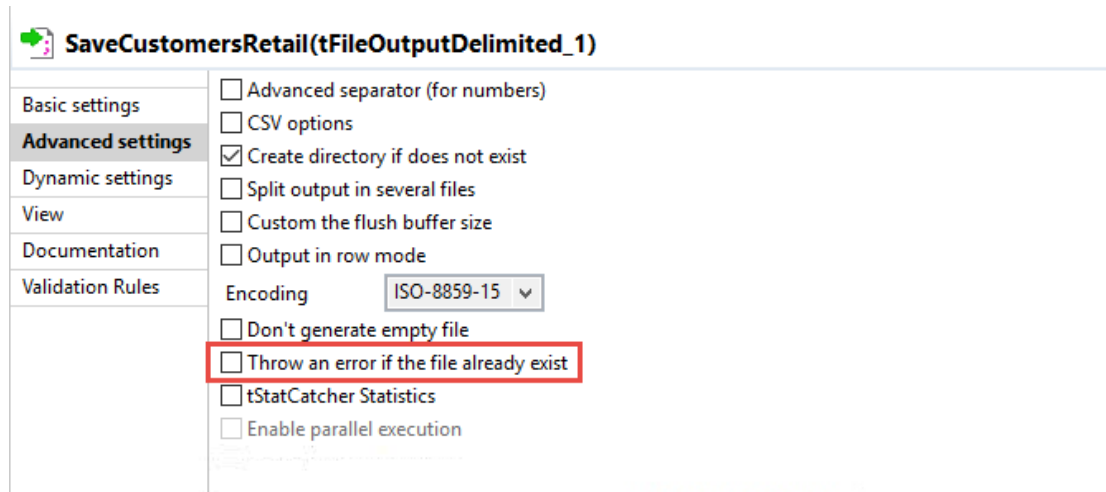 SaveCustomersRetail(tFileOutputDelimited_1)
Basic settings
Advanced settings
Dynamic settings
View
Documentation
Validation Rules
Advanced separator (for numbers)
CSV options
Create directory if does not exist
Split output in several files
Custom the flush buffer size
Output in row mode
Encoding ISO-8859-15
Don't generate empty file
Throw an error if the file already exist
tStatCatcher Statistics
Enable parallel execution